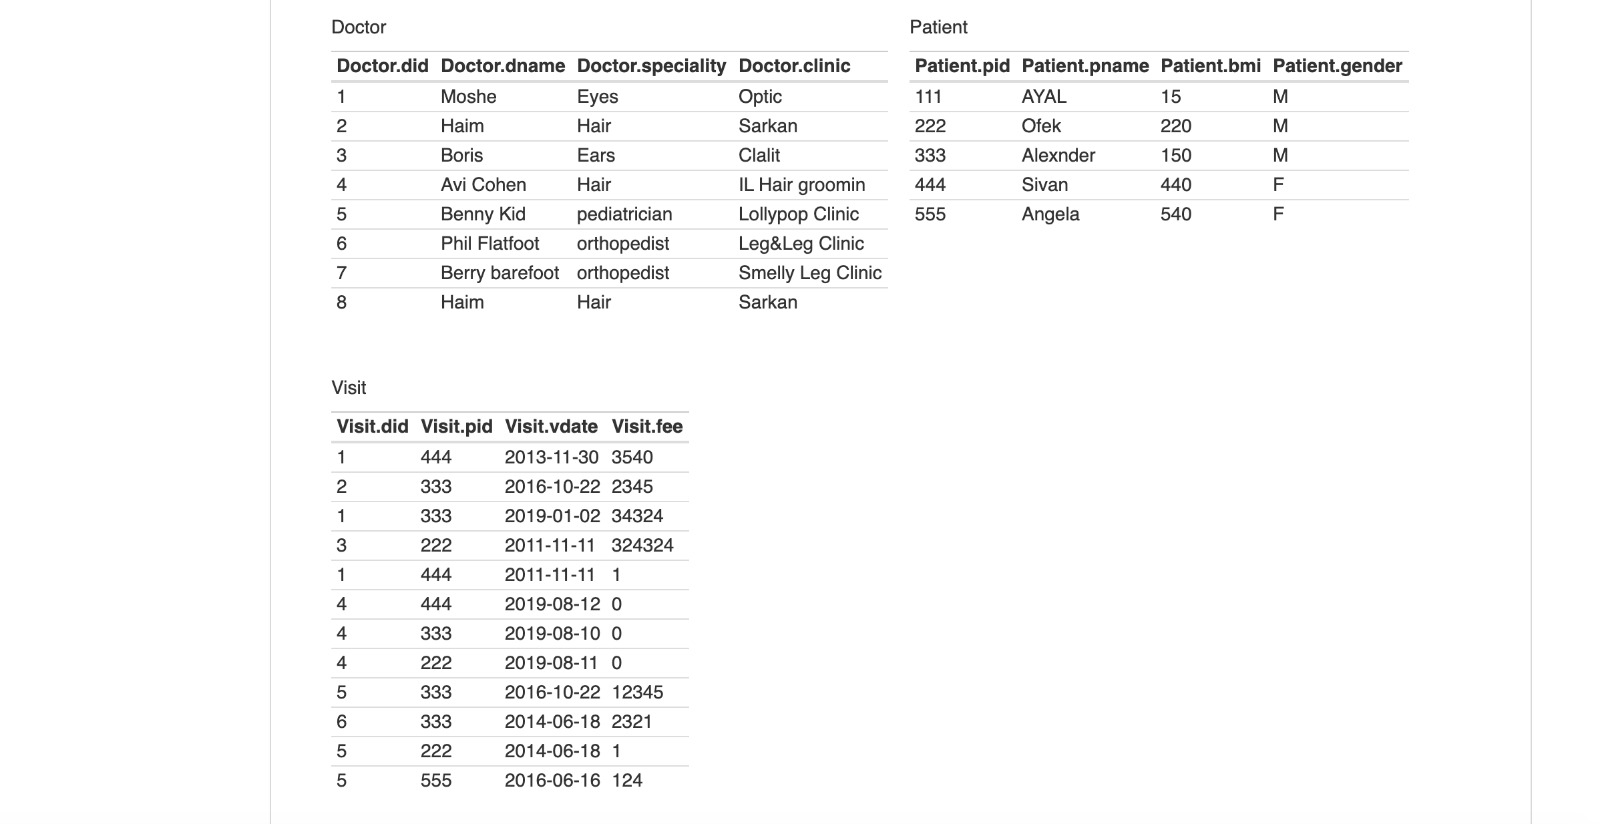 Doctor
Doctor.did Doctor.dname Doctor.speciality Doctor.clinic
1 Moshe Eyes Optic
2 Haim Hair Sarkan
3 Boris Ears Clalit
4 Avi Cohen Hair IL Hair groomin
5 Benny Kid pediatrician Lollypop Clinic
6 Phil Flatfoot orthopedist Leg&Leg Clinic
7 Berry barefoot orthopedist Smelly Leg Clinic
8 Haim Hair Sarkan
Patient
Patient.pid Patient.pname Patient.bmi Patient.gender
111 AYAL 15 M
222 Ofek 220 M
333 Alexnder 150 M
444 Sivan 440 F
555 Angela 540 F
Visit
Visit.did Visit.pid Visit.vdate Visit.fee
1 444 2013-11-30 3540
2 333 2016-10-22 2345
1 333 2019-01-02 34324
3 222 2011-11-11 324324
1 444 2011-11-11 1
4 444 2019-08-12 0
4 333 2019-08-10 0
4 222 2019-08-11 0
5 333 2016-10-22 12345
6 333 2014-06-18 2321
5 222 2014-06-18 1
5 555 2016-06-16 124